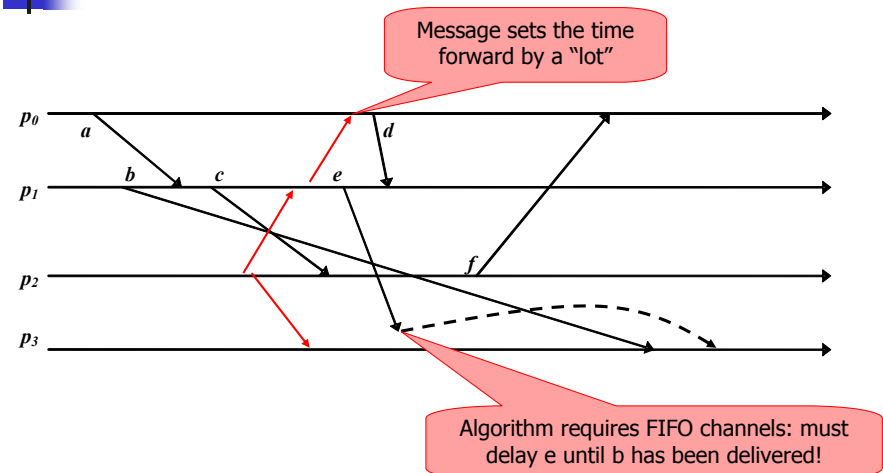 Message sets the time
forward by a “lot”
p0
a
d
p1
b
c
e
p2
f
p3
Algorithm requires FIFO channels: must
delay e until b has been delivered!